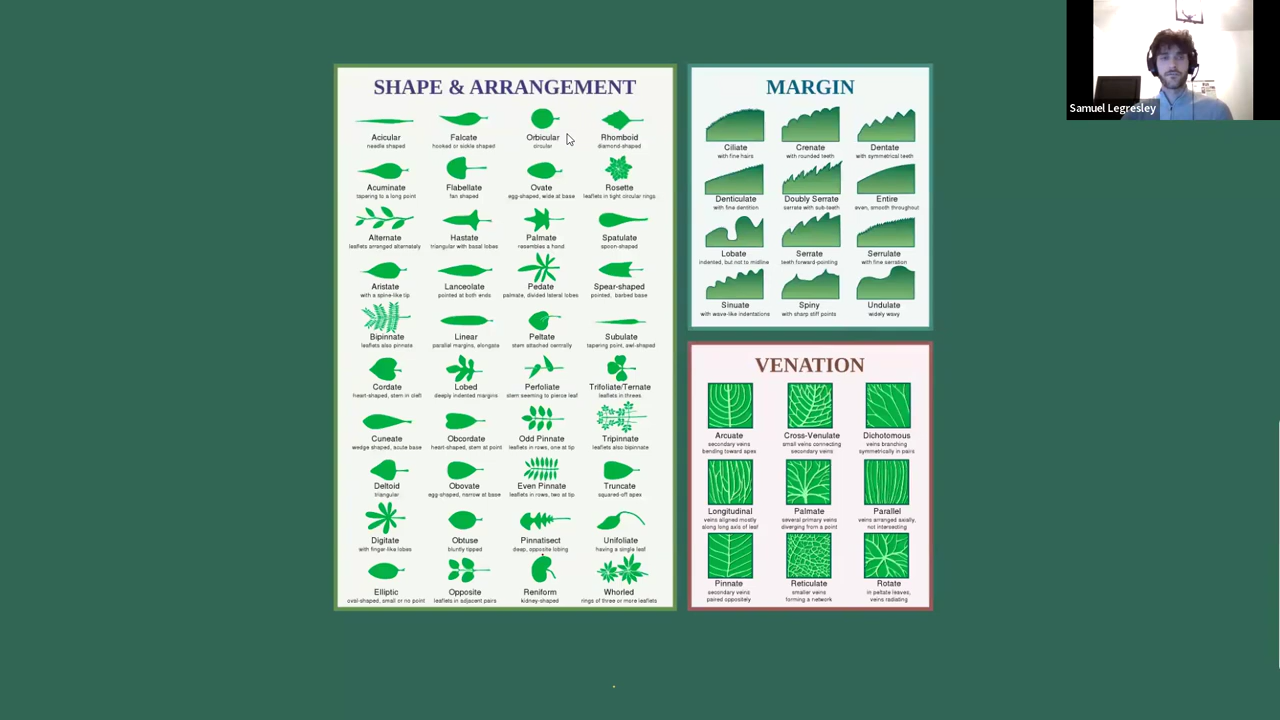 Samuel Legresley
SHAPE & ARRANGEMENT
Acicular
needle shaped
Falcate
hooked or sickle shaped
Orbicular
circular
Rhomboid
diamond-shaped
Acuminate
tapering to a long point
Flabellate
fan shaped
Ovate
egg-shaped, wide at base
Rosette
leaflets in tight circular rings
Alternate
leaflets arranged alternately
Hastate
triangular with basal lobes
Palmate
resembles a hand
Spatulate
spoon-shaped
Aristate
with a spine-like tip
Lanceolate
pointed at both ends
Pedate
palmate, divided lateral lobes
Spear-shaped
pointed, barbed base
Bipinnate
leaflets also pinnate
Linear
parallel margins, elongate
Peltate
stem attached centrally
Subulate
tapering point, awl-shaped
Cordate
heart-shaped, stem in cleft
Lobed
deeply indented margins
Perfoliate
stem seeming to pierce leaf
Trifoliate/Ternate
leaflets in threes
Cuneate
wedge shaped, acute base
Obcordate
heart-shaped, stem at point
Odd Pinnate
leaflets in rows, one at tip
Tripinnate
leaflets also bipinnate
Deltoid
triangular
Obovate
egg-shaped, narrow at base
Even Pinnate
leaflets in rows, two at tip
Truncate
squared-off apex
Digitate
with finger-like lobes
Obtuse
bluntly tipped
Pinnatisect
deep, opposite lobing
Unifoliate
having a single leaf
Elliptic
oval-shaped, small or no point
Opposite
leaflets in adjacent pairs
Reniform
kidney-shaped
Whorled
rings of three or more leaflets
MARGIN
Ciliate
with fine hairs
Crenate
with rounded teeth
Dentate
with symmetrical teeth
Denticulate
with fine dentition
Doubly Serrate
serrate with sub-teeth
Entire
even, smooth throughout
Lobate
indented, but not to midline
Serrate
teeth forward-pointing
Serrulate
with fine serration
Sinuate
with wave-like indentations
Spiny
with sharp stiff points
Undulate
widely wavy
VENATION
Arcuate
secondary veins
bending toward apex
Cross-Venulate
small veins connecting
secondary veins
Dichotomous
veins branching
symmetrically in pairs
Longitudinal
veins aligned mostly
along long axis of leaf
Palmate
several primary veins
diverging from a point
Parallel
veins arranged axially,
not intersecting
Pinnate
secondary veins
paired oppositely
Reticulate
smaller veins
forming a network
Rotate
in peltate leaves,
veins radiating